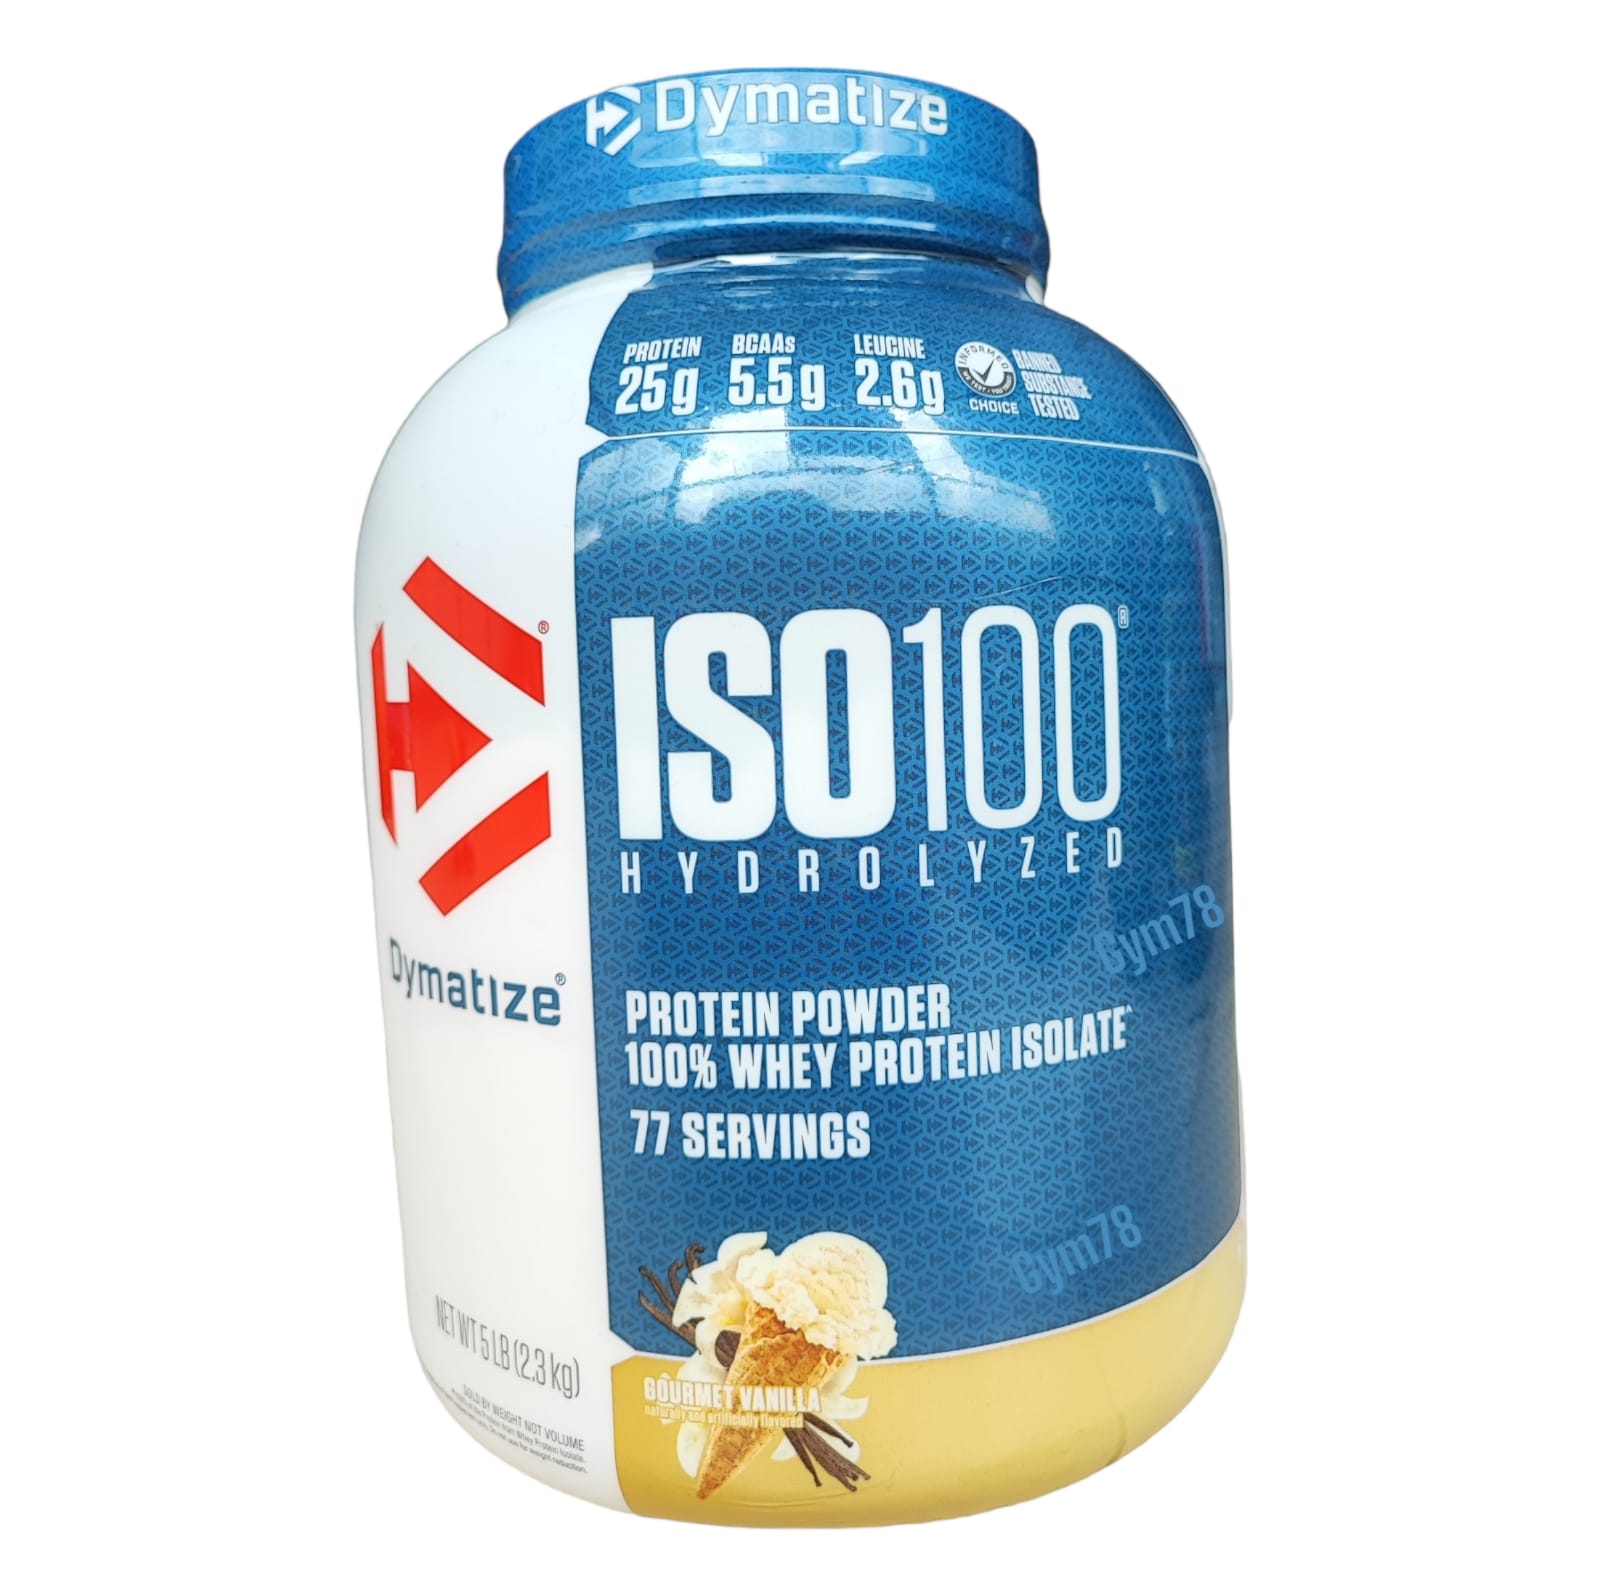 Dymatize
PROTEIN
25g
BCAAs
5.5g
LEUCINE
2.6g
INFORMED
CHOICE
BANNED
SUBSTANCE
TESTED
ISO100®
HYDROLYZED
®
Dymatize®
Gym78
PROTEIN POWDER
100% WHEY PROTEIN ISOLATE^
77 SERVINGS
Gym78
GOURMET VANILLA
naturally and artificially flavored
NET WT 5 LB (2.3 kg)
SOLD BY WEIGHT NOT VOLUME